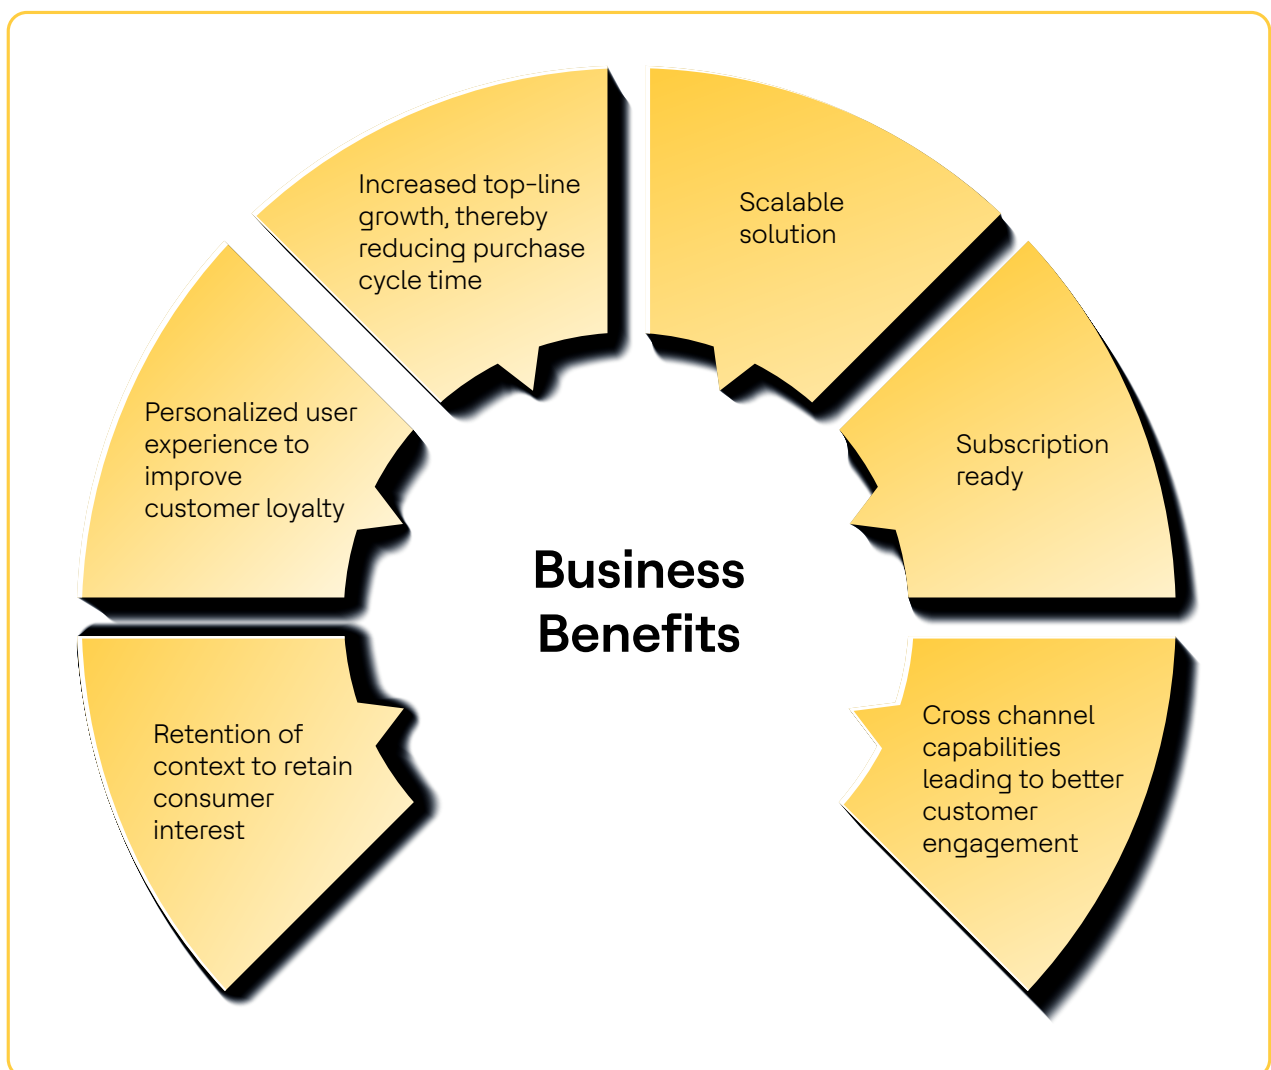 Increased top-line
growth, thereby
reducing purchase
cycle time
Scalable
solution
Personalized user
experience to
improve
customer loyalty
Subscription
ready
Business
Benefits
Retention of
context to retain
consumer
interest
Cross channel
capabilities
leading to better
customer
engagement